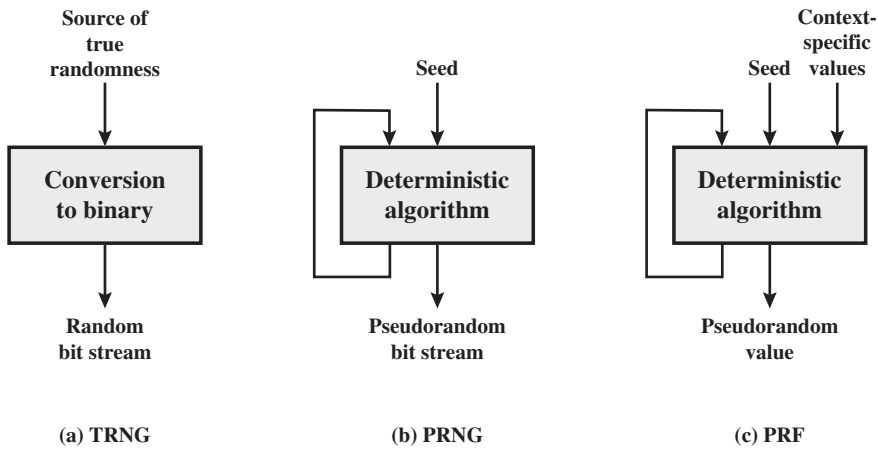 Source of
true
randomness
Conversion
to binary
Random
bit stream
(a) TRNG
Seed
Deterministic
algorithm
Pseudorandom
bit stream
(b) PRNG
Context-
specific
values
Seed
Deterministic
algorithm
Pseudorandom
value
(c) PRF